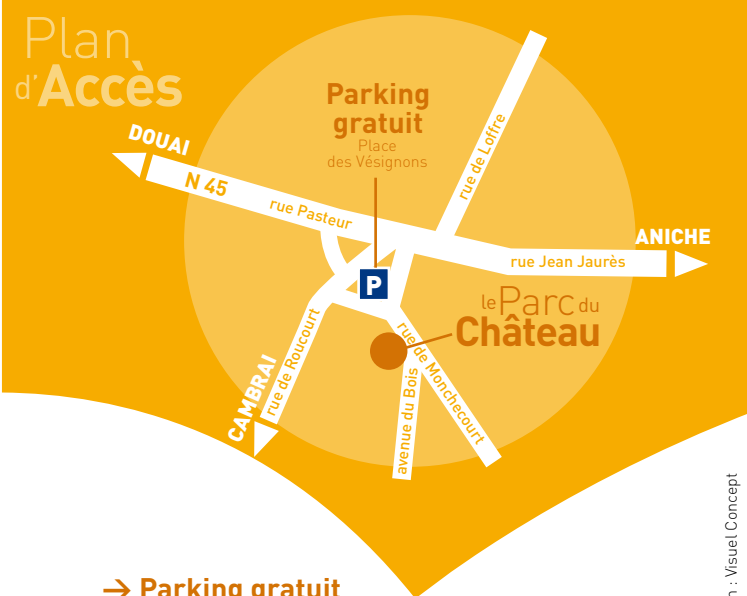 Plan
d'Accès
Parking
gratuit
Place
des Vésignons
rue de Loffre
DOUAI
N 45
rue Pasteur
ANICHE
rue Jean Jaurès
P
le Parc du
Château
rue de Roucourt
CAMBRAI
rue de Monchecourt
avenue du Bois
: Visuel Concept
→ Parking gratuit